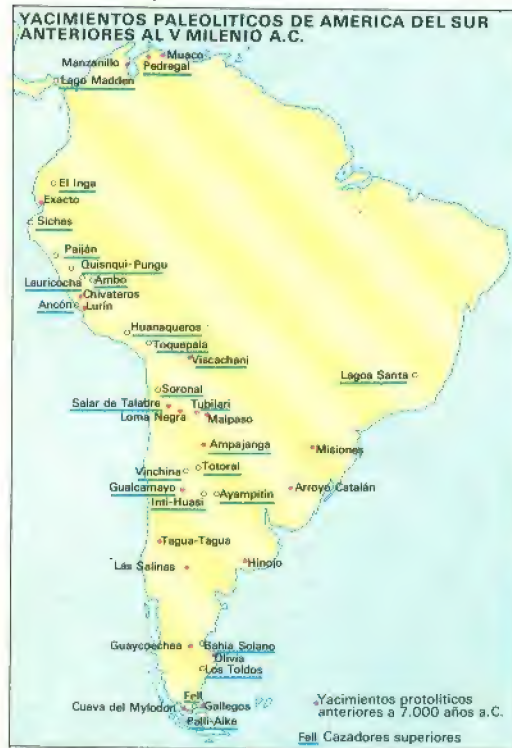 YACIMIENTOS PALEOLITICOS DE AMERICA DEL SUR
ANTERIORES AL V MILENIO A.C.
Manzanillo
Muaco
Pedregal
Lago Madden
El Inga
Exacto
Siches
Paiján
Quisnqui-Pungu
Lauricocha
Ambo
Chivateros
Ancón
Lurín
Huanaqueros
Toquepala
Viscachani
Lagoa Santa
Soronal
Salar de Talabre
Tubilari
Loma Negra
Malpaso
Ampajanga
Misiones
Vinchina
Totoral
Gualcamayo
Arroyo Catalán
Inti-Huasi
Ayampitin
Tagua-Tagua
Las Salinas
Hinojo
Guaycoechea
Bahia Solano
Olivia
Los Toldos
Fell
Cueva del Mylodon
Gallegos
Palli-Aike
Yacimientos protolíticos
anteriores a 7.000 años a.C.
Fell Cazadores superiores